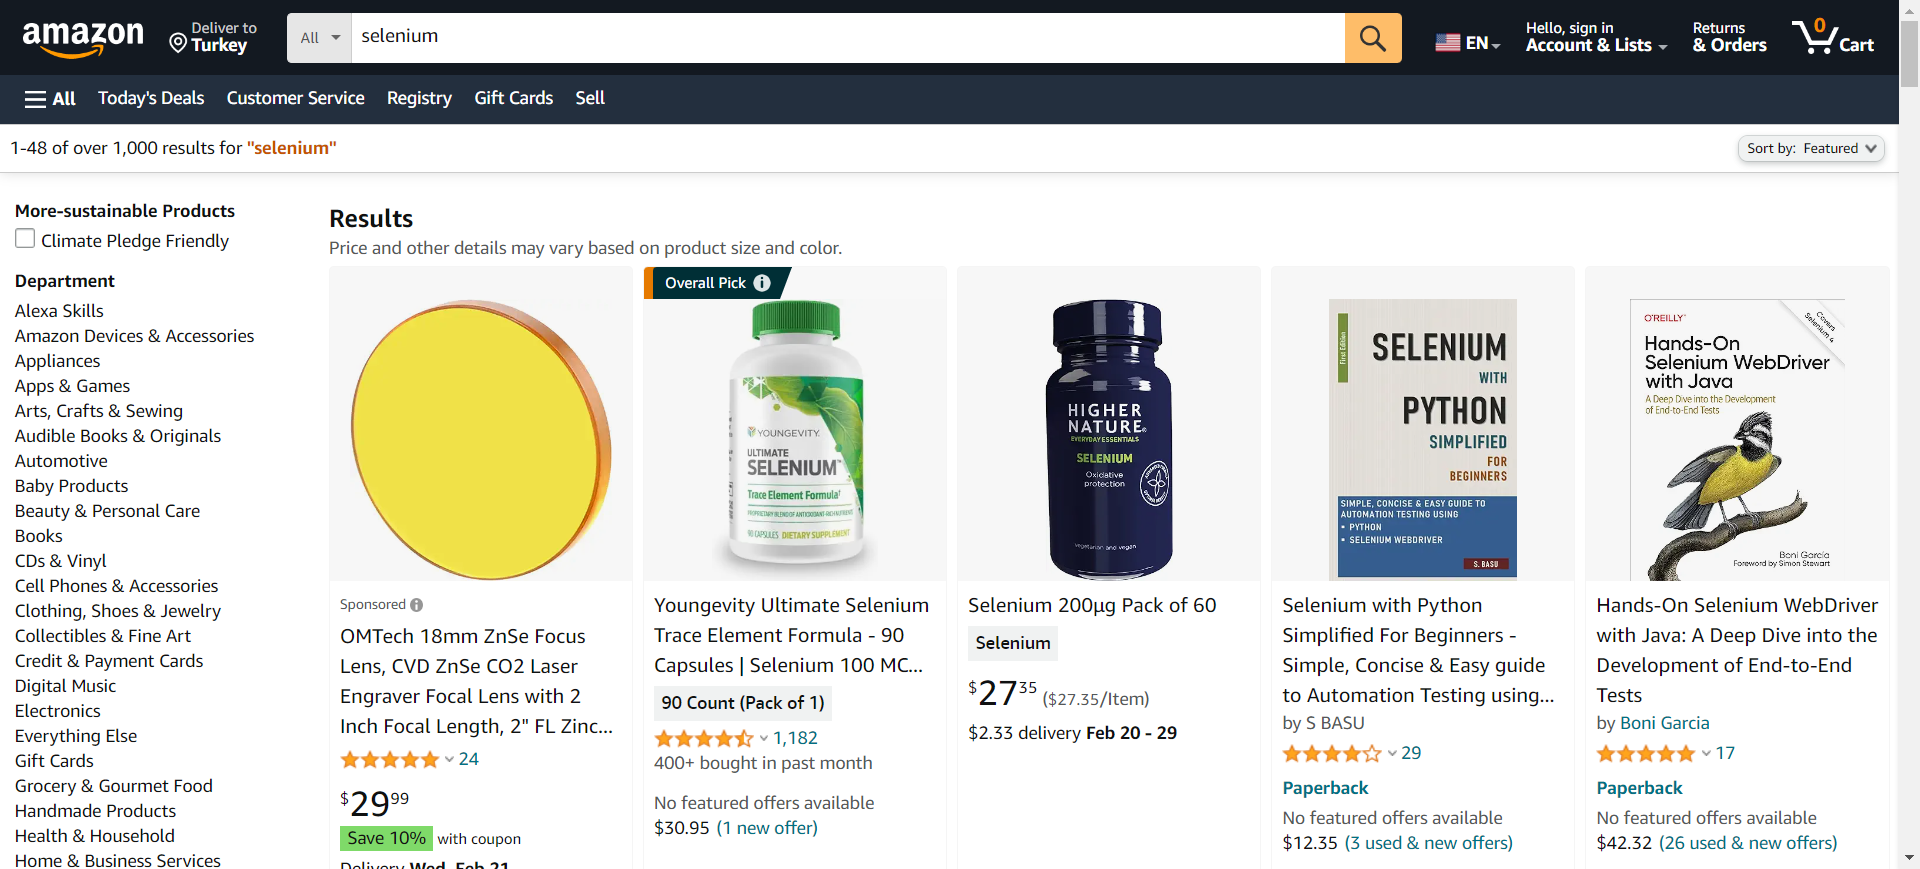 amazon
Deliver to
Turkey
All
selenium
EN
Hello, sign in
Account & Lists
Returns
& Orders
0
Cart
All
Today's Deals
Customer Service
Registry
Gift Cards
Sell
1-48 of over 1,000 results for "selenium"
Sort by: Featured
More-sustainable Products
Climate Pledge Friendly
Department
Alexa Skills
Amazon Devices & Accessories
Appliances
Apps & Games
Arts, Crafts & Sewing
Audible Books & Originals
Automotive
Baby Products
Beauty & Personal Care
Books
CDs & Vinyl
Cell Phones & Accessories
Clothing, Shoes & Jewelry
Collectibles & Fine Art
Credit & Payment Cards
Digital Music
Electronics
Everything Else
Gift Cards
Grocery & Gourmet Food
Handmade Products
Health & Household
Home & Business Services
Results
Price and other details may vary based on product size and color.
Sponsored
OMTech 18mm ZnSe Focus
Lens, CVD ZnSe CO2 Laser
Engraver Focal Lens with 2
Inch Focal Length, 2" FL Zinc...
24
$29 99
Save 10% with coupon
Delivery Wed, Feb 21
Overall Pick
YOUNGEVITY
ULTIMATE
SELENIUM™
Trace Element Formula
PROPRIETARY BLEND OF ANTIOXIDANT-RICH NUTRIENTS
90 CAPSULES DIETARY SUPPLEMENT
Youngevity Ultimate Selenium
Trace Element Formula - 90
Capsules | Selenium 100 MC...
90 Count (Pack of 1)
1,182
400+ bought in past month
No featured offers available
$30.95 (1 new offer)
HIGHER
NATURE®
EVERYDAY ESSENTIALS
SELENIUM
Oxidative
protection
vegetarian and vegan
Selenium 200µg Pack of 60
Selenium
$27 35 ($27.35/Item)
$2.33 delivery Feb 20 - 29
First Edition
SELENIUM
WITH
PYTHON
SIMPLIFIED
FOR
BEGINNERS
SIMPLE, CONCISE & EASY GUIDE TO
AUTOMATION TESTING USING
• PYTHON
• SELENIUM WEBDRIVER
S. BASU
Selenium with Python
Simplified For Beginners -
Simple, Concise & Easy guide
to Automation Testing using...
by S BASU
29
Paperback
No featured offers available
$12.35 (3 used & new offers)
O'REILLY®
Covers
Selenium 4
Hands-On
Selenium WebDriver
with Java
A Deep Dive into the Development
of End-to-End Tests
Boni García
Foreword by Simon Stewart
Hands-On Selenium WebDriver
with Java: A Deep Dive into the
Development of End-to-End
Tests
by Boni Garcia
17
Paperback
No featured offers available
$42.32 (26 used & new offers)